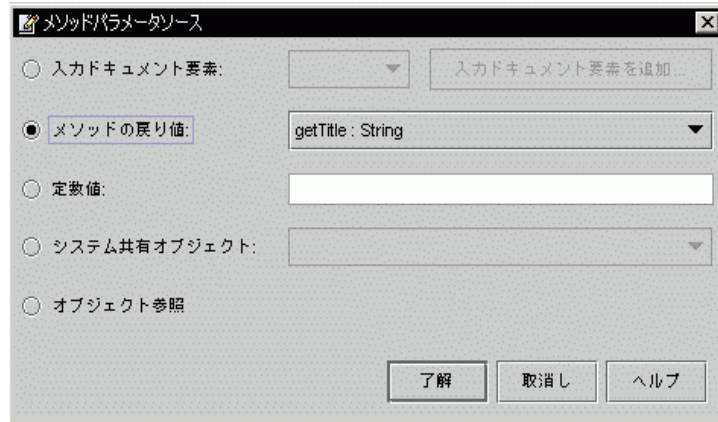 メソッドパラメータソース
入力ドキュメント要素: 入力ドキュメント要素を追加...
メソッドの戻り値: getTitle : String
定数値:
システム共有オブジェクト:
オブジェクト参照
了解 取消し ヘルプ